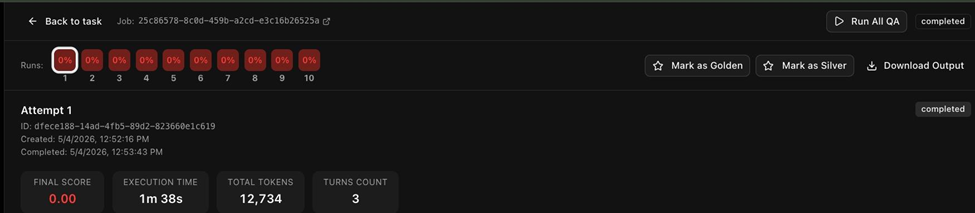 Back to task Job: 25c86578-8c0d-459b-a2cd-e3c16b26525a Run All QA completed
Runs: 0% 0% 0% 0% 0% 0% 0% 0% 0% 0% Mark as Golden Mark as Silver Download Output
1 2 3 4 5 6 7 8 9 10
Attempt 1 completed
ID: dfece188-14ad-4fb5-89d2-823660e1c619
Created: 5/4/2026, 12:52:16 PM
Completed: 5/4/2026, 12:53:43 PM
FINAL SCORE EXECUTION TIME TOTAL TOKENS TURNS COUNT
0.00 1m 38s 12,734 3